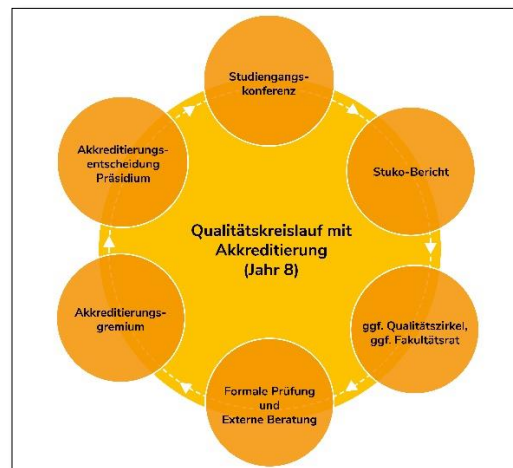 Studiengangs-
konferenz
Stuko-Bericht
ggf. Qualitätszirkel,
ggf. Fakultätsrat
Formale Prüfung
und
Externe Beratung
Akkreditierungs-
gremium
Akkreditierungs-
entscheidung
Präsidium
Qualitätskreislauf mit
Akkreditierung
(Jahr 8)